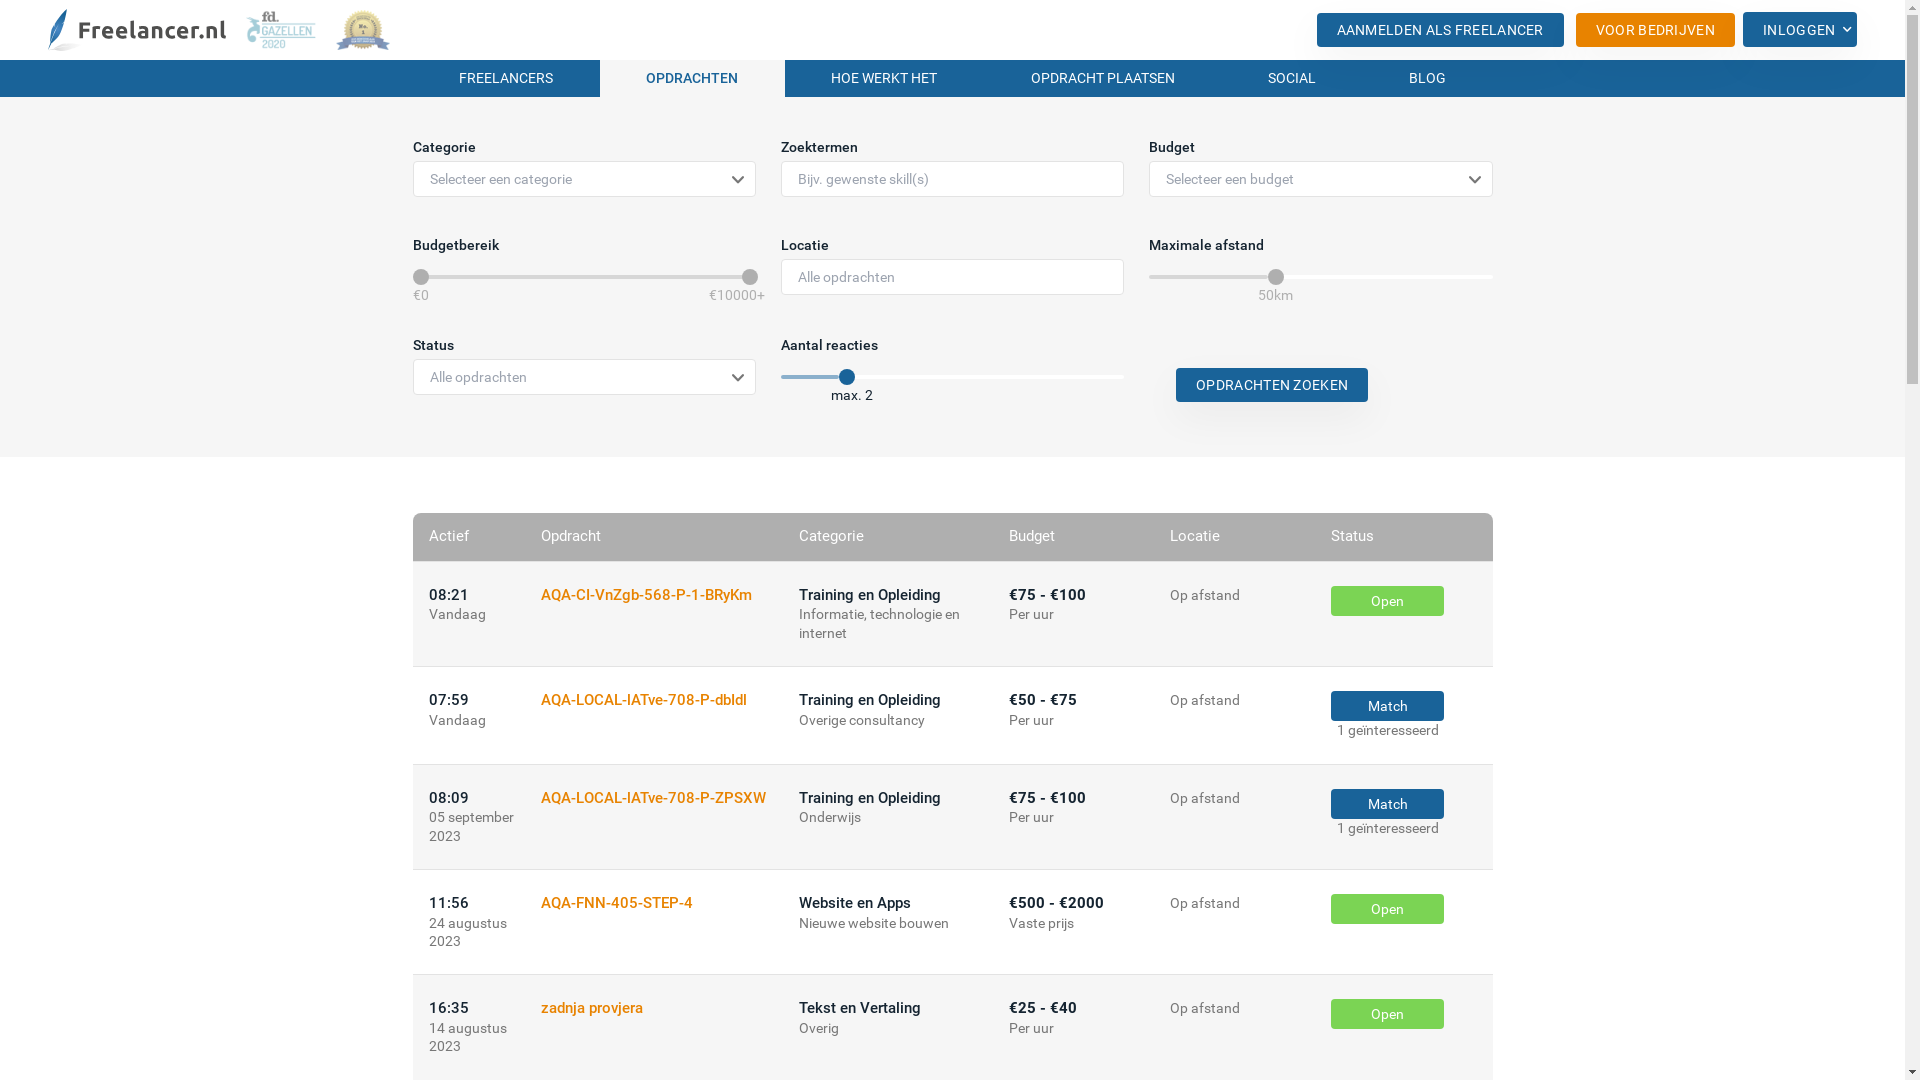 Freelancer.nl
fd.
GAZELLEN
2020
AANMELDEN ALS FREELANCER
VOOR BEDRIJVEN
INLOGGEN
FREELANCERS
OPDRACHTEN
HOE WERKT HET
OPDRACHT PLAATSEN
SOCIAL
BLOG
Categorie
Zoektermen
Budget
Selecteer een categorie
Bijv. gewenste skill(s)
Selecteer een budget
Budgetbereik
Locatie
Maximale afstand
Alle opdrachten
€0
€10000+
50km
Status
Aantal reacties
Alle opdrachten
max. 2
OPDRACHTEN ZOEKEN
Actief Opdracht Categorie Budget Locatie Status
08:21 AQA-CI-VnZgb-568-P-1-BRyKm Training en Opleiding €75 - €100 Op afstand Open
Vandaag Informatie, technologie en Per uur
internet
07:59 AQA-LOCAL-IATve-708-P-dbIdI Training en Opleiding €50 - €75 Op afstand Match
Vandaag Overige consultancy Per uur 1 geïnteresseerd
08:09 AQA-LOCAL-IATve-708-P-ZPSXW Training en Opleiding €75 - €100 Op afstand Match
05 september Onderwijs Per uur 1 geïnteresseerd
2023
11:56 AQA-FNN-405-STEP-4 Website en Apps €500 - €2000 Op afstand Open
24 augustus Nieuwe website bouwen Vaste prijs
2023
16:35 zadnja provjera Tekst en Vertaling €25 - €40 Op afstand Open
14 augustus Overig Per uur
2023